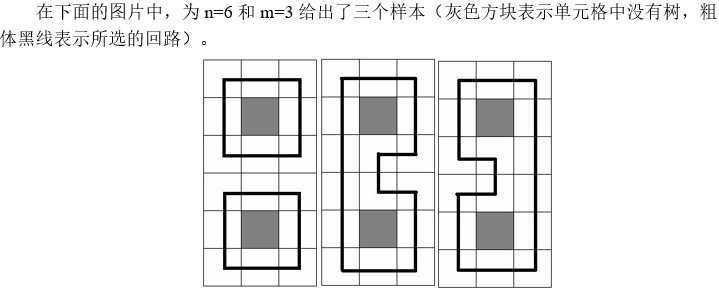 在下面的图片中，为 n=6 和 m=3 给出了三个样本（灰色方块表示单元格中没有树，粗
体黑线表示所选的回路）。